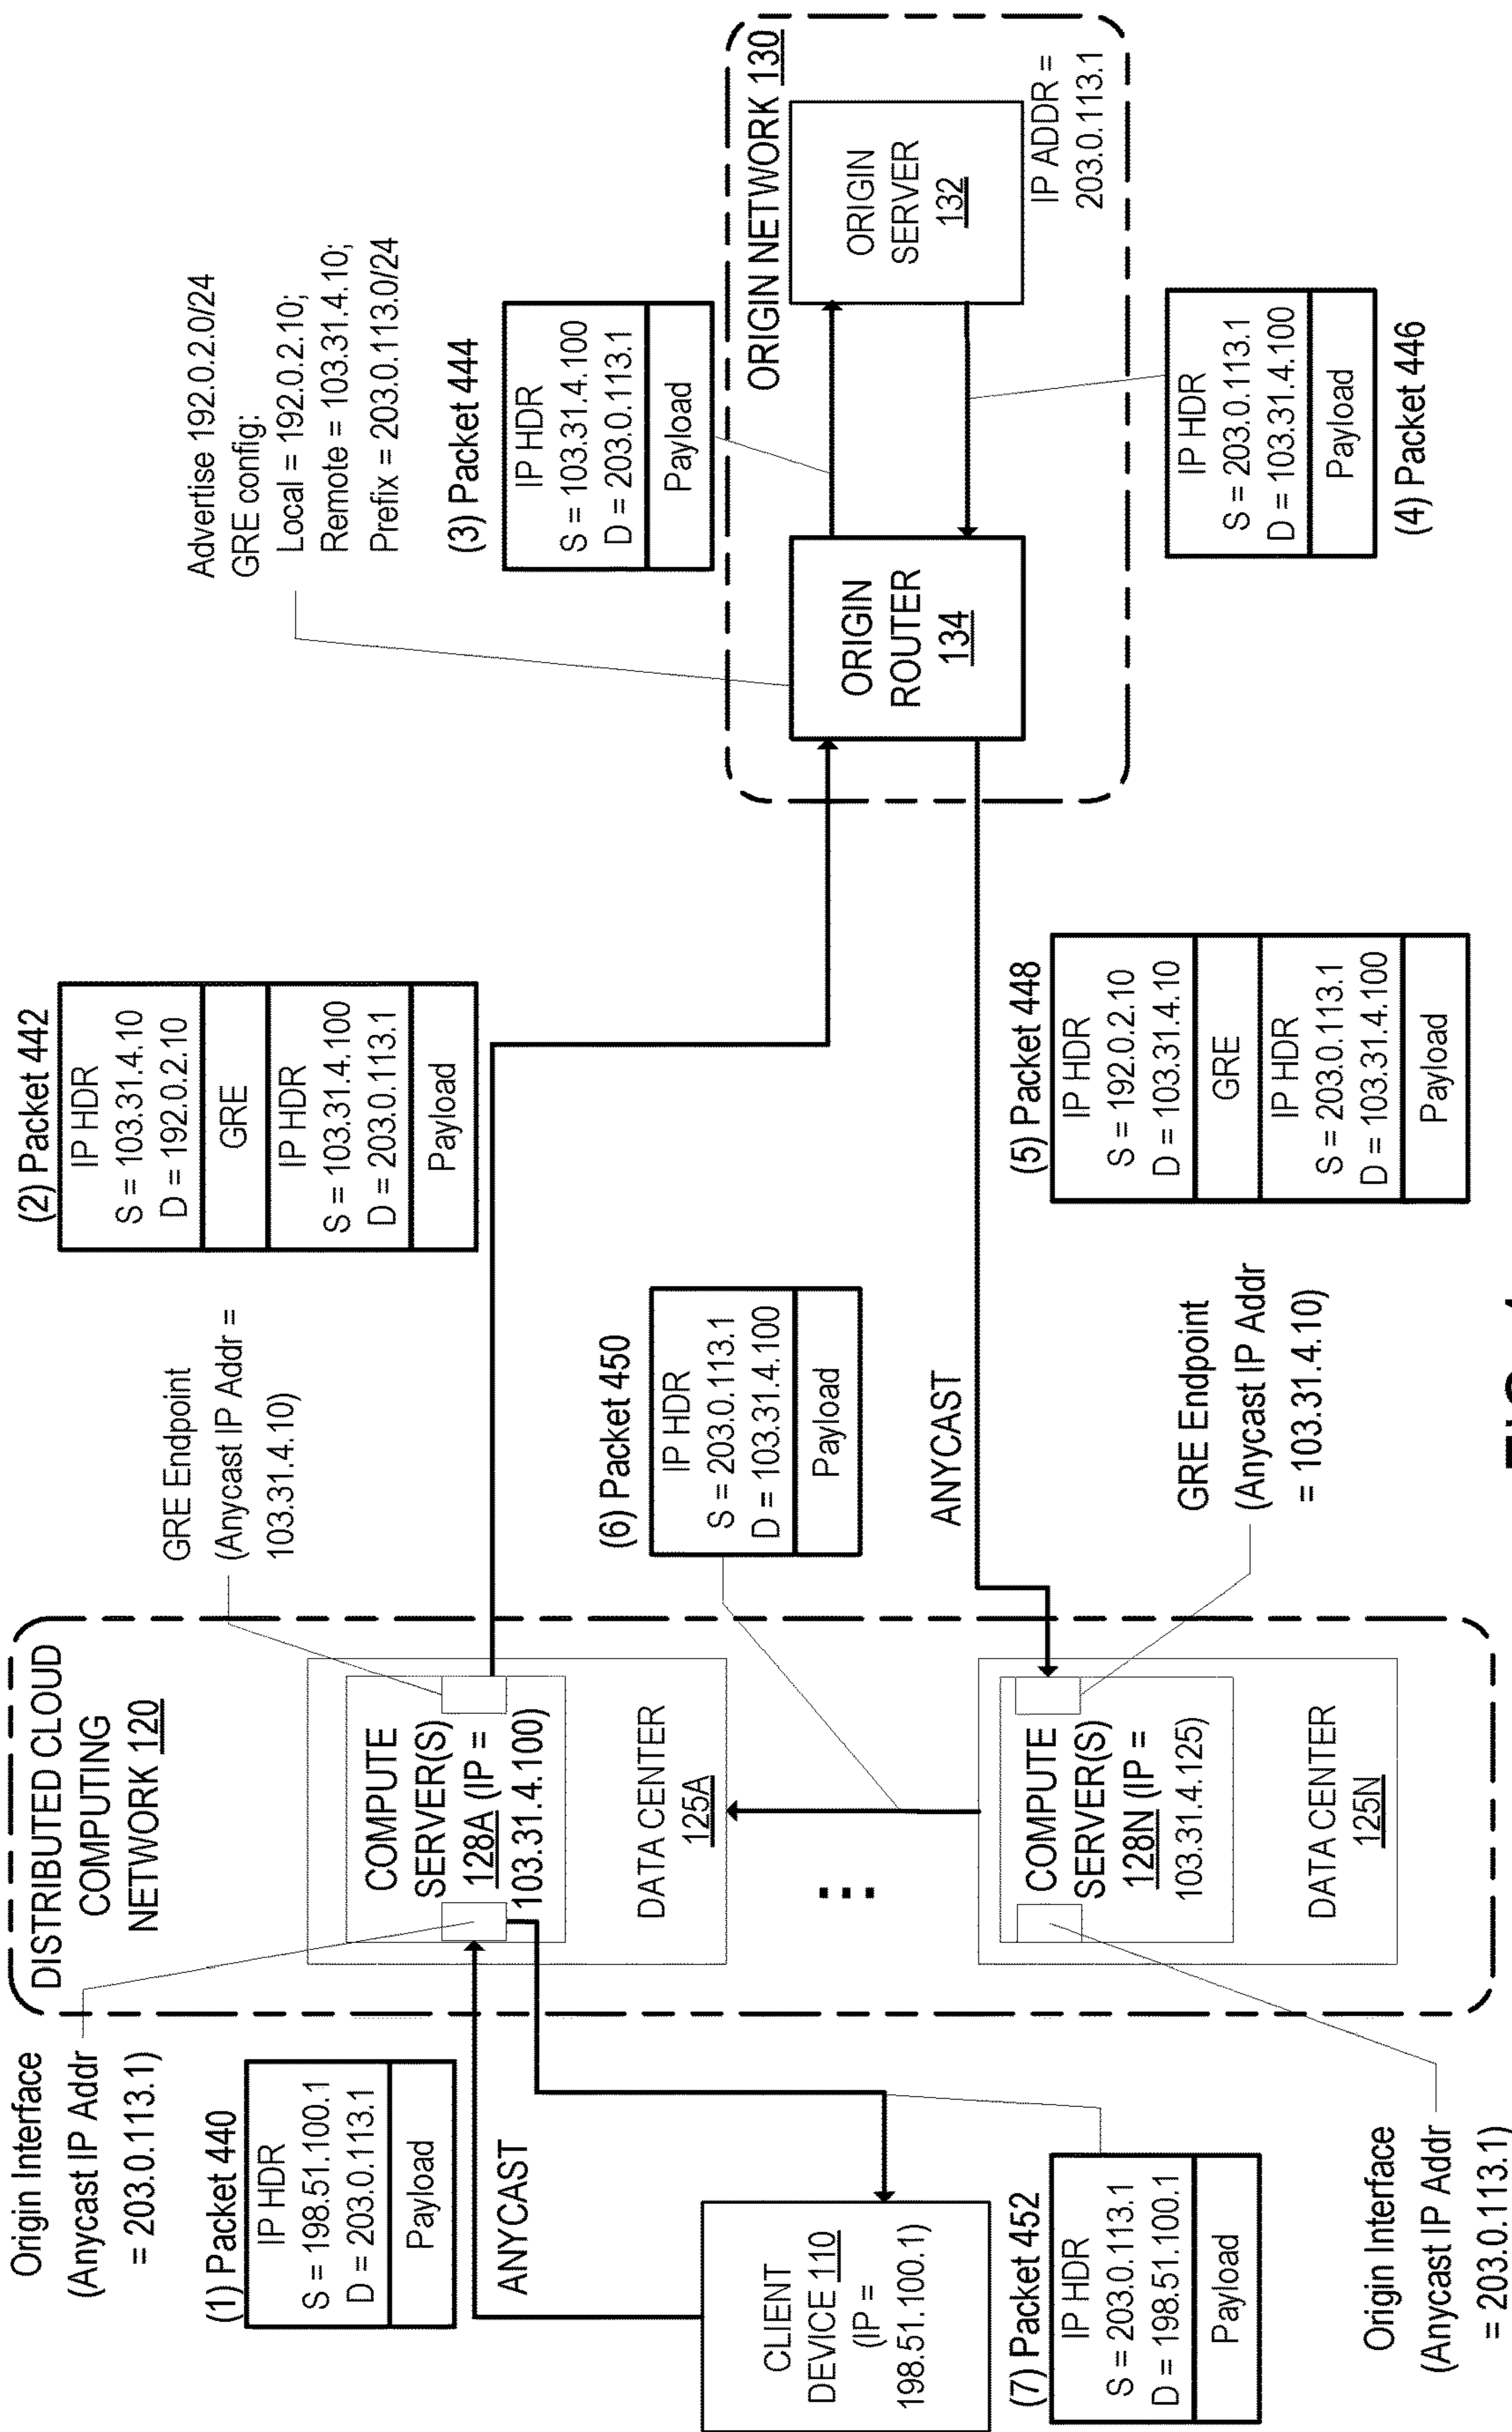 Origin Interface
(Anycast IP Addr
= 203.0.113.1)
DISTRIBUTED CLOUD
COMPUTING
NETWORK 120
GRE Endpoint
(Anycast IP Addr =
103.31.4.10)
(1) Packet 440
IP HDR
S = 198.51.100.1
D = 203.0.113.1
Payload
ANYCAST
CLIENT
DEVICE 110
(IP =
198.51.100.1)
(7) Packet 452
IP HDR
S = 203.0.113.1
D = 198.51.100.1
Payload
Origin Interface
(Anycast IP Addr
= 203.0.113.1)
COMPUTE
SERVER(S)
128A (IP =
103.31.4.100)
DATA CENTER
125A
...
COMPUTE
SERVER(S)
128N (IP =
103.31.4.125)
DATA CENTER
125N
(2) Packet 442
IP HDR
S = 103.31.4.10
D = 192.0.2.10
GRE
IP HDR
S = 103.31.4.100
D = 203.0.113.1
Payload
(6) Packet 450
IP HDR
S = 203.0.113.1
D = 103.31.4.100
Payload
ANYCAST
GRE Endpoint
(Anycast IP Addr
= 103.31.4.10)
(5) Packet 448
IP HDR
S = 192.0.2.10
D = 103.31.4.10
GRE
IP HDR
S = 203.0.113.1
D = 103.31.4.100
Payload
Advertise 192.0.2.0/24
GRE config:
Local = 192.0.2.10;
Remote = 103.31.4.10;
Prefix = 203.0.113.0/24
(3) Packet 444
IP HDR
S = 103.31.4.100
D = 203.0.113.1
Payload
ORIGIN NETWORK 130
ORIGIN
ROUTER
134
ORIGIN
SERVER
132
IP ADDR =
203.0.113.1
IP HDR
S = 203.0.113.1
D = 103.31.4.100
Payload
(4) Packet 446